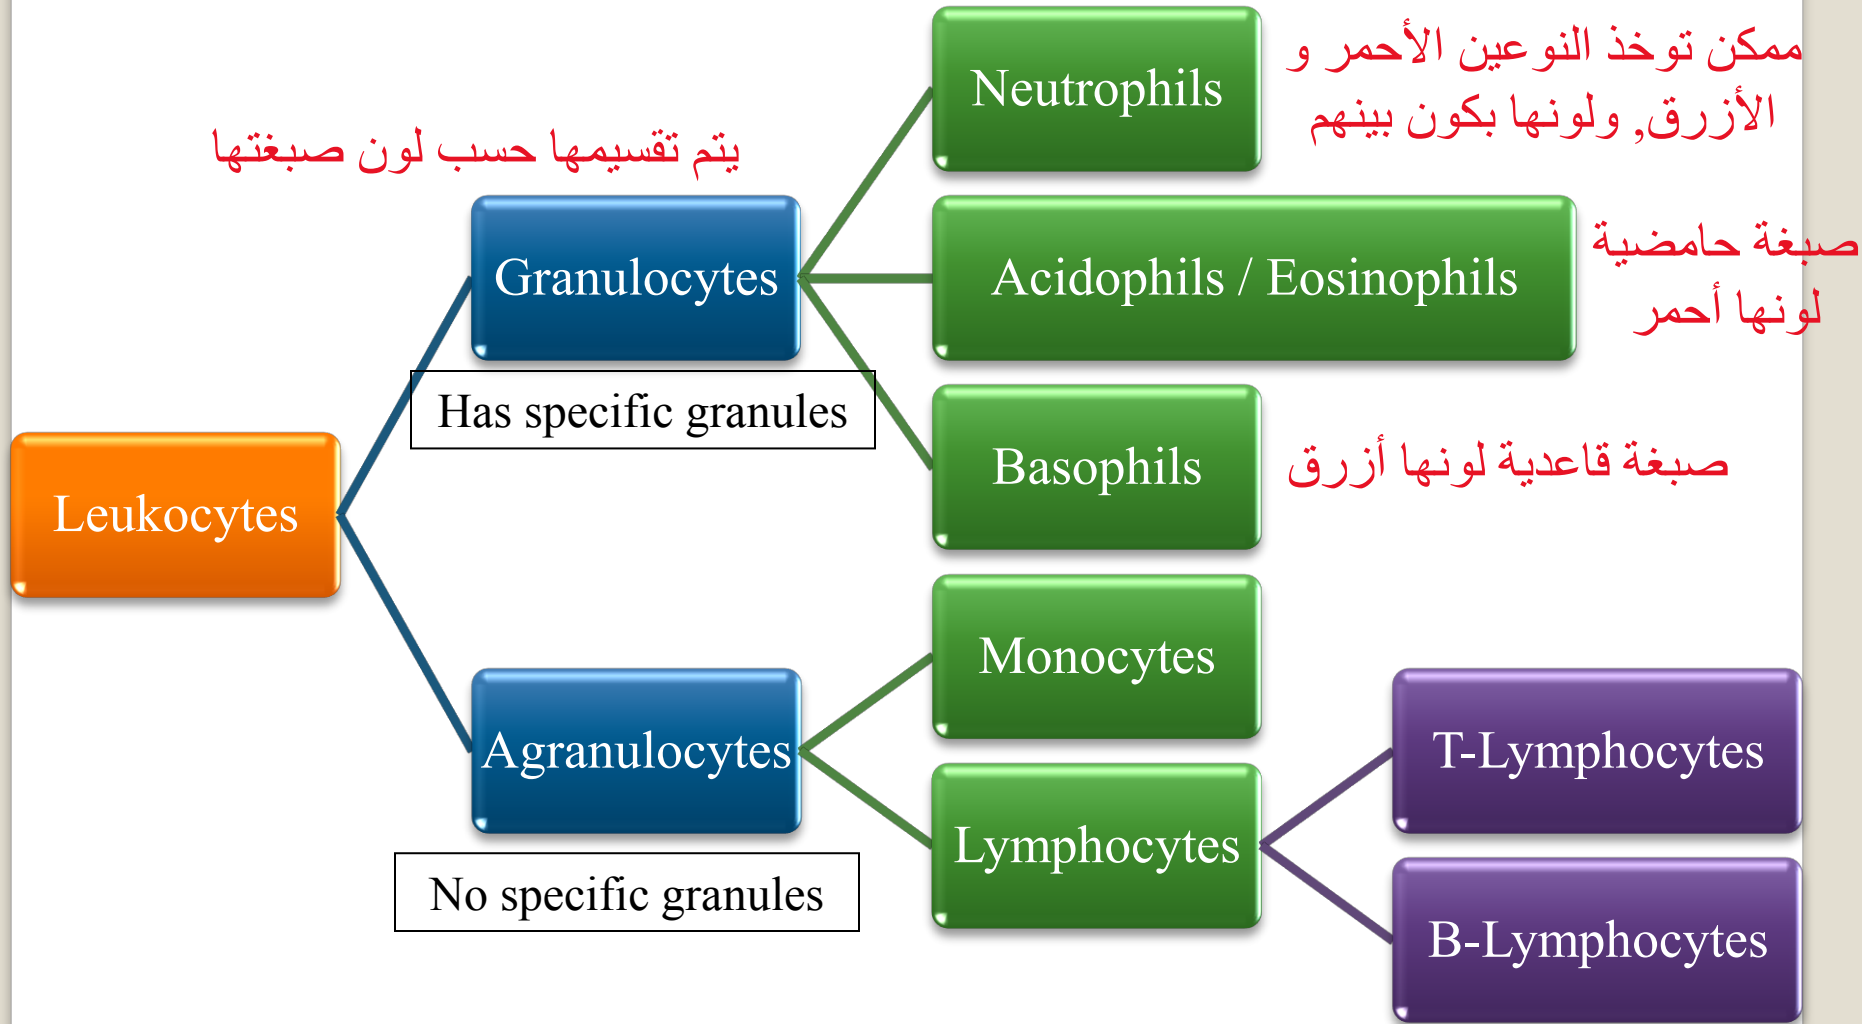 Neutrophils
ممكن توخذ النوعين الأحمر و
الأزرق, ولونها بكون بينهم
يتم تقسيمها حسب لون صبغتها
Granulocytes
Acidophils / Eosinophils
صبغة حامضية
لونها أحمر
Has specific granules
Basophils
صبغة قاعدية لونها أزرق
Leukocytes
Monocytes
Agranulocytes
T-Lymphocytes
Lymphocytes
No specific granules
B-Lymphocytes